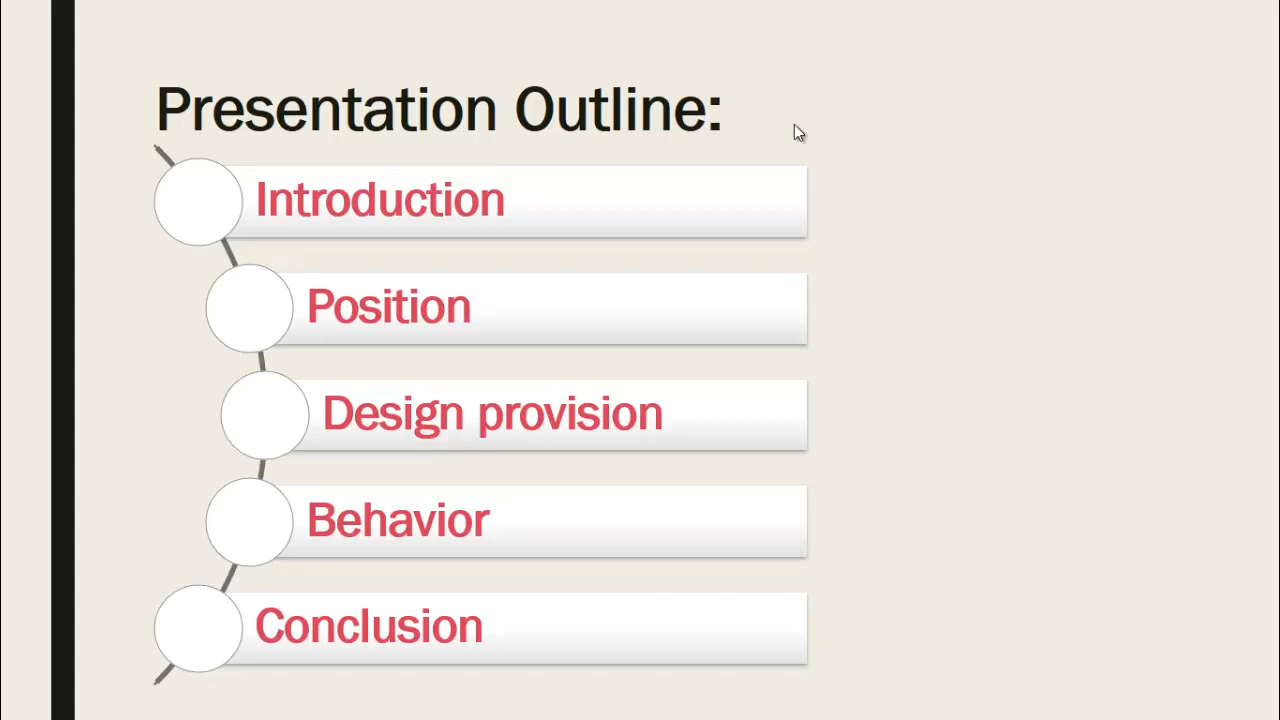 Presentation Outline:
Introduction
Position
Design provision
Behavior
Conclusion